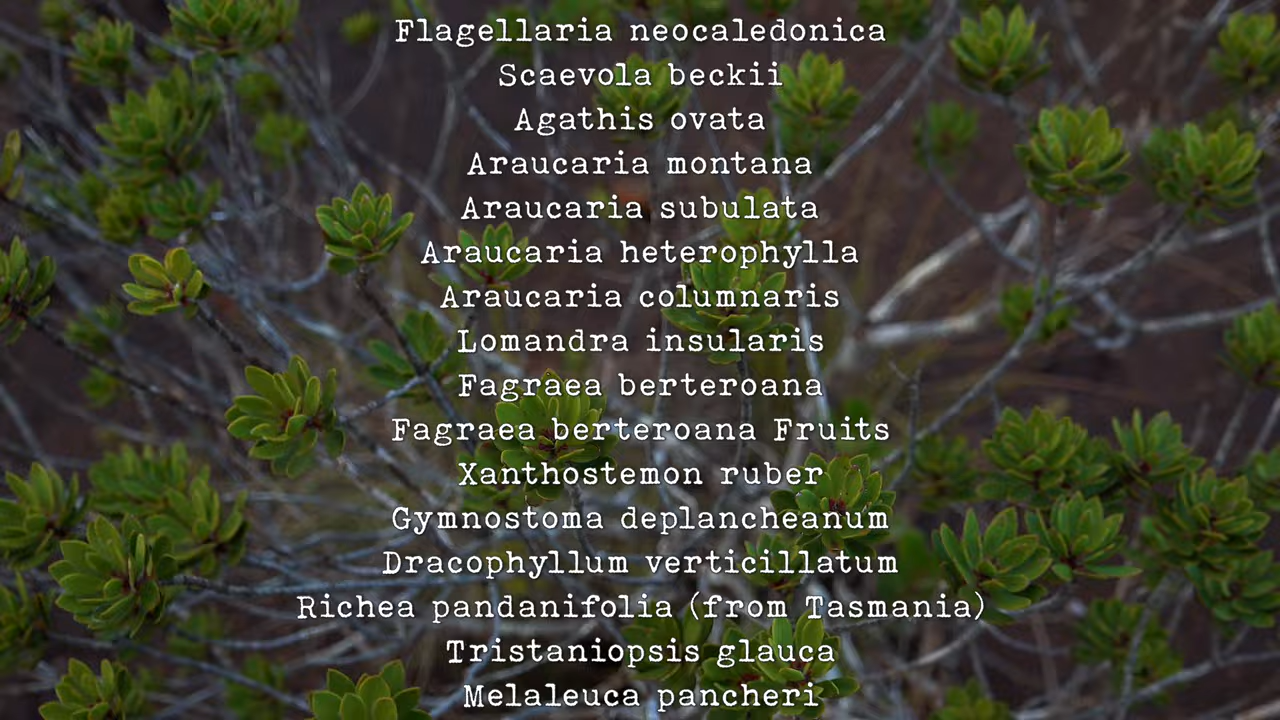 Flagellaria neocaledonica
Scaevola beckii
Agathis ovata
Araucaria montana
Araucaria subulata
Araucaria heterophylla
Araucaria columnaris
Lomandra insularis
Fagraea berteroana
Fagraea berteroana Fruits
Xanthostemon ruber
Gymnostoma deplancheanum
Dracophyllum verticillatum
Richea pandanifolia (from Tasmania)
Tristaniopsis glauca
Melaleuca pancheri